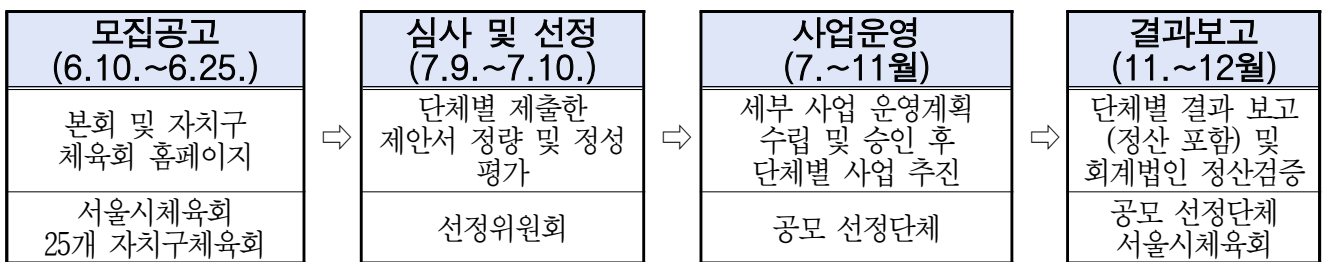 모집공고
(6.10.~6.25.)
본회 및 자치구
체육회 홈페이지
서울시체육회
25개 자치구체육회
⇨
심사 및 선정
(7.9.~7.10.)
단체별 제출한
제안서 정량 및 정성
평가
선정위원회
⇨
사업운영
(7.~11월)
세부 사업 운영계획
수립 및 승인 후
단체별 사업 추진
공모 선정단체
⇨
결과보고
(11.~12월)
단체별 결과 보고
(정산 포함) 및
회계법인 정산검증
공모 선정단체
서울시체육회